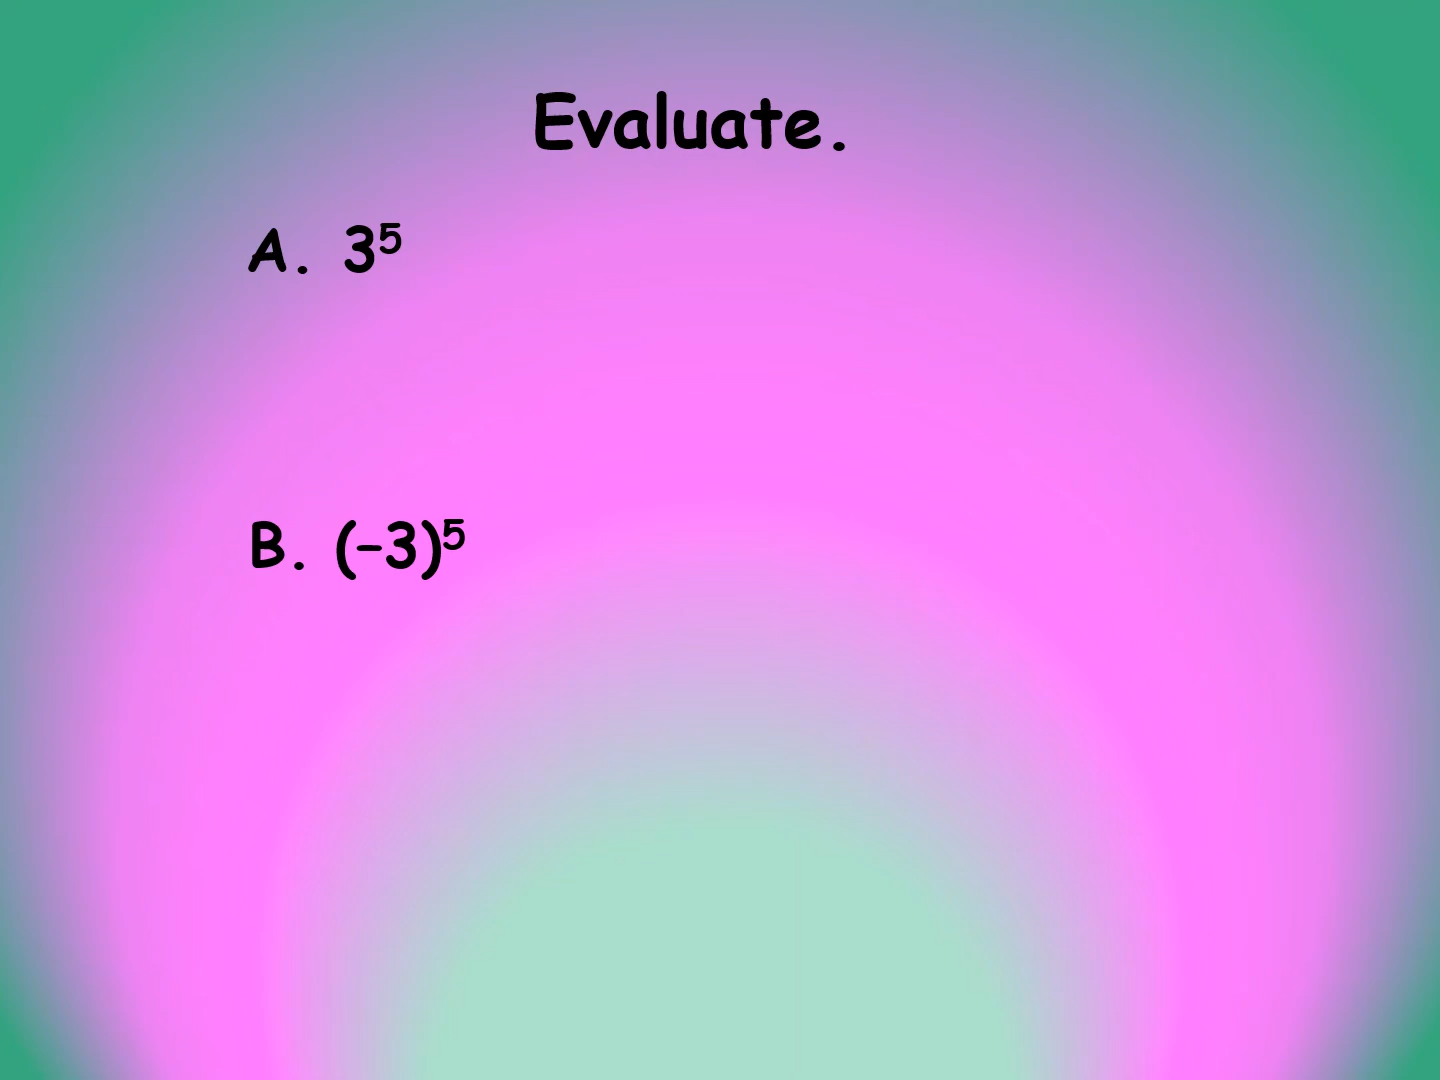 Evaluate.
A. 3⁵
B. (–3)⁵